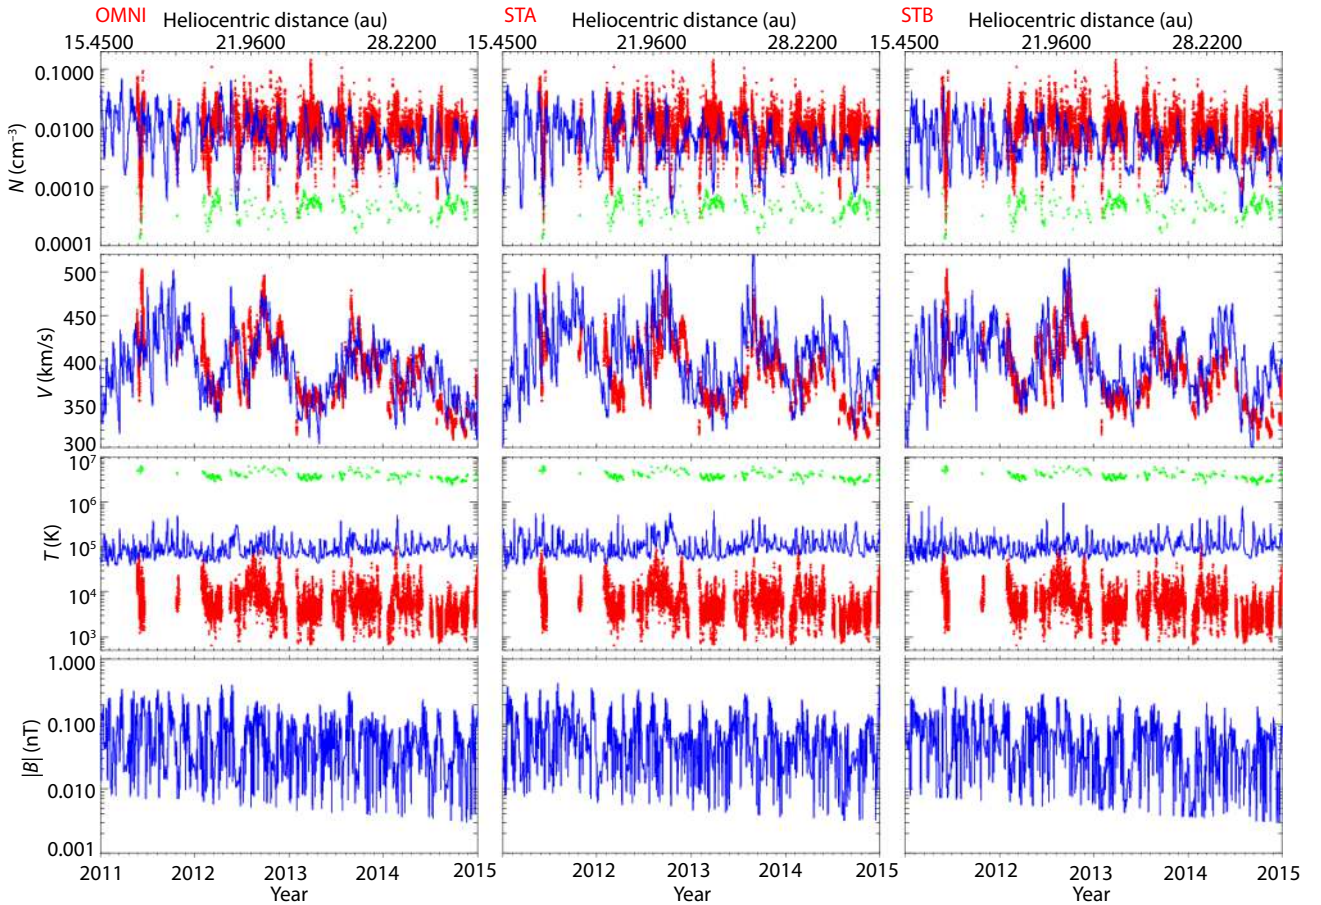 OMNI Heliocentric distance (au) STA Heliocentric distance (au) STB Heliocentric distance (au)
15.4500 21.9600 28.2200 15.4500 21.9600 28.2200 15.4500 21.9600 28.2200
N (cm⁻³)
0.1000
0.0100
0.0010
0.0001
V (km/s)
500
450
400
350
300
T (K)
10⁷
10⁶
10⁵
10⁴
10³
|B| (nT)
1.000
0.100
0.010
0.001
2011 2012 2013 2014 2015 2012 2013 2014 2015 2012 2013 2014 2015
Year Year Year